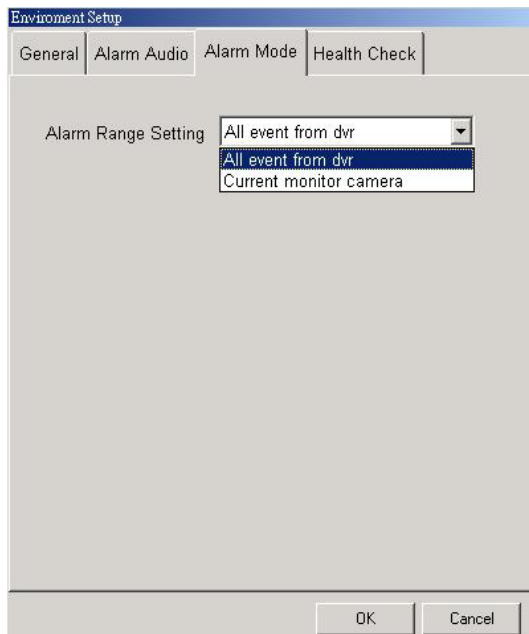 Enviroment Setup
General
Alarm Audio
Alarm Mode
Health Check
Alarm Range Setting
All event from dvr
All event from dvr
Current monitor camera
OK
Cancel